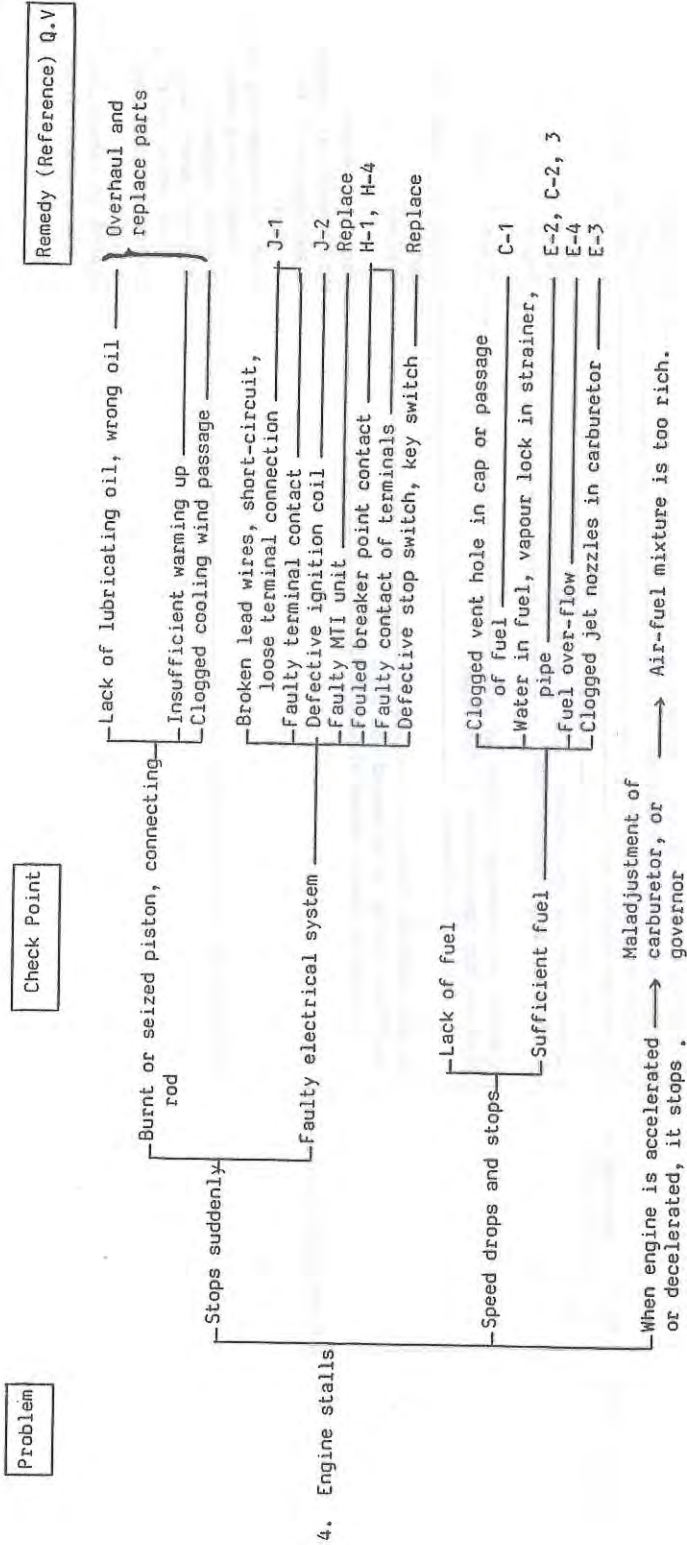 Problem
Check Point
Remedy (Reference) Q.V
4. Engine stalls
Stops suddenly
Burnt or seized piston, connecting
rod
Lack of lubricating oil, wrong oil
Insufficient warming up
Clogged cooling wind passage
Overhaul and
replace parts
Faulty electrical system
Broken lead wires, short-circuit,
loose terminal connection
J-1
Faulty terminal contact
Defective ignition coil
J-2
Faulty MTI unit
Replace
Fouled breaker point contact
H-1, H-4
Faulty contact of terminals
Defective stop switch, key switch
Replace
Speed drops and stops
Lack of fuel
Sufficient fuel
Clogged vent hole in cap or passage
of fuel
C-1
Water in fuel, vapour lock in strainer,
pipe
E-2, C-2, 3
Fuel over-flow
E-4
Clogged jet nozzles in carburetor
E-3
When engine is accelerated
or decelerated, it stops .
→ Maladjustment of
carburetor, or
governor
→ Air-fuel mixture is too rich.